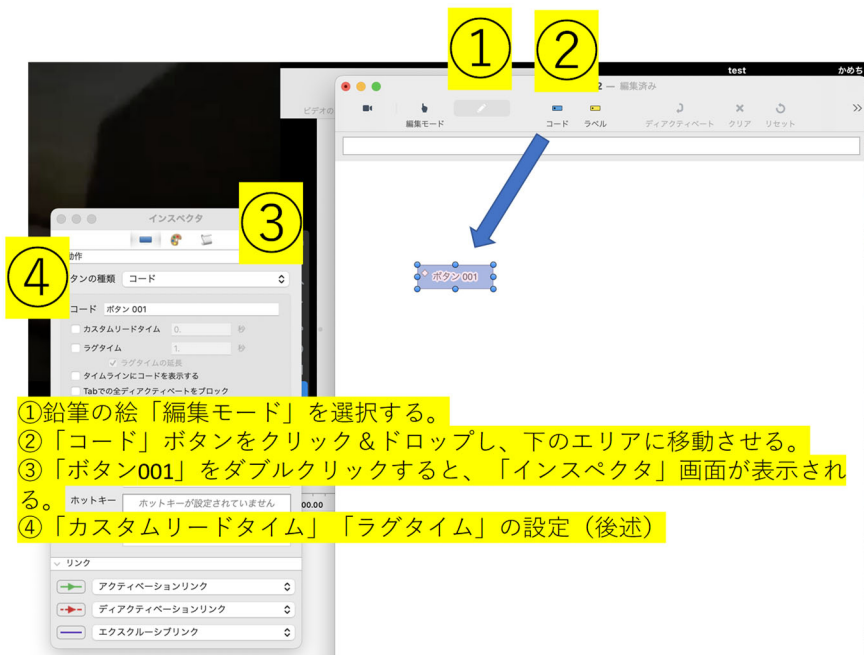 ① ②
test かめち
2 — 編集済み
ビデオの
編集モード コード ラベル ディアクティベート クリア リセット
③
インスペクタ
④
動作
タンの種類 コード
ボタン 001
コード ボタン 001
カスタムリードタイム 0. 秒
ラグタイム 1. 秒
ラグタイムの延長
タイムラインにコードを表示する
Tabでの全ディアクティベートをブロック
①鉛筆の絵「編集モード」を選択する。
②「コード」ボタンをクリック&ドロップし、下のエリアに移動させる。
③「ボタン001」をダブルクリックすると、「インスペクタ」画面が表示され
る。
ホットキー ホットキーが設定されていません 00.00
④「カスタムリードタイム」「ラグタイム」の設定（後述）
リンク
アクティベーションリンク
ディアクティベーションリンク
エクスクルーシブリンク